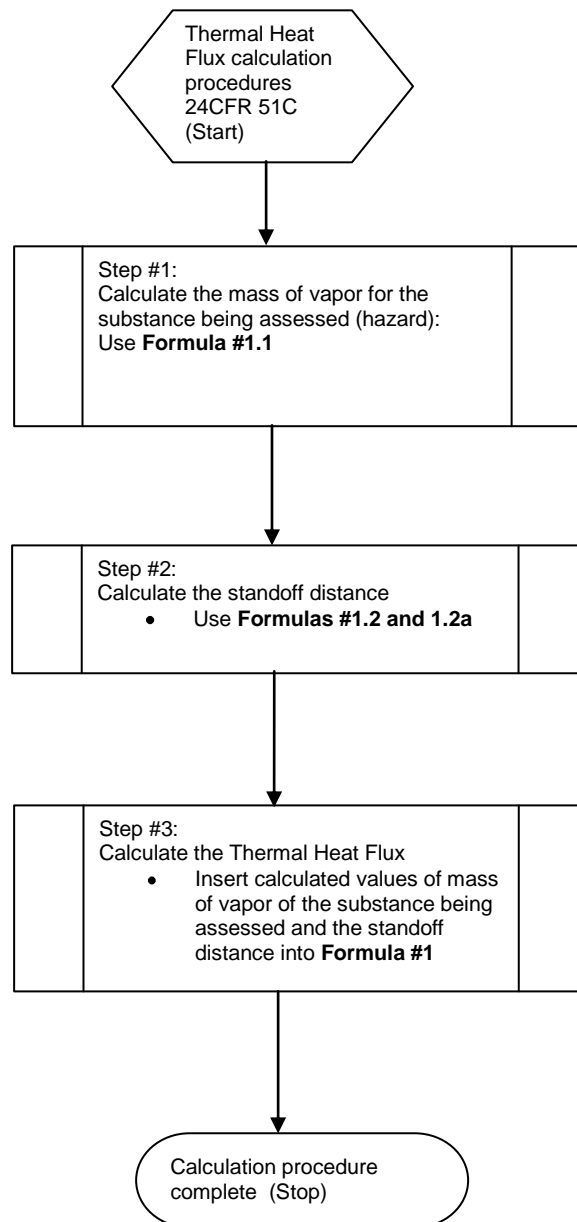 Thermal Heat
Flux calculation
procedures
24CFR 51C
(Start)
Step #1:
Calculate the mass of vapor for the
substance being assessed (hazard):
Use Formula #1.1
Step #2:
Calculate the standoff distance
• Use Formulas #1.2 and 1.2a
Step #3:
Calculate the Thermal Heat Flux
• Insert calculated values of mass
of vapor of the substance being
assessed and the standoff
distance into Formula #1
Calculation procedure
complete (Stop)